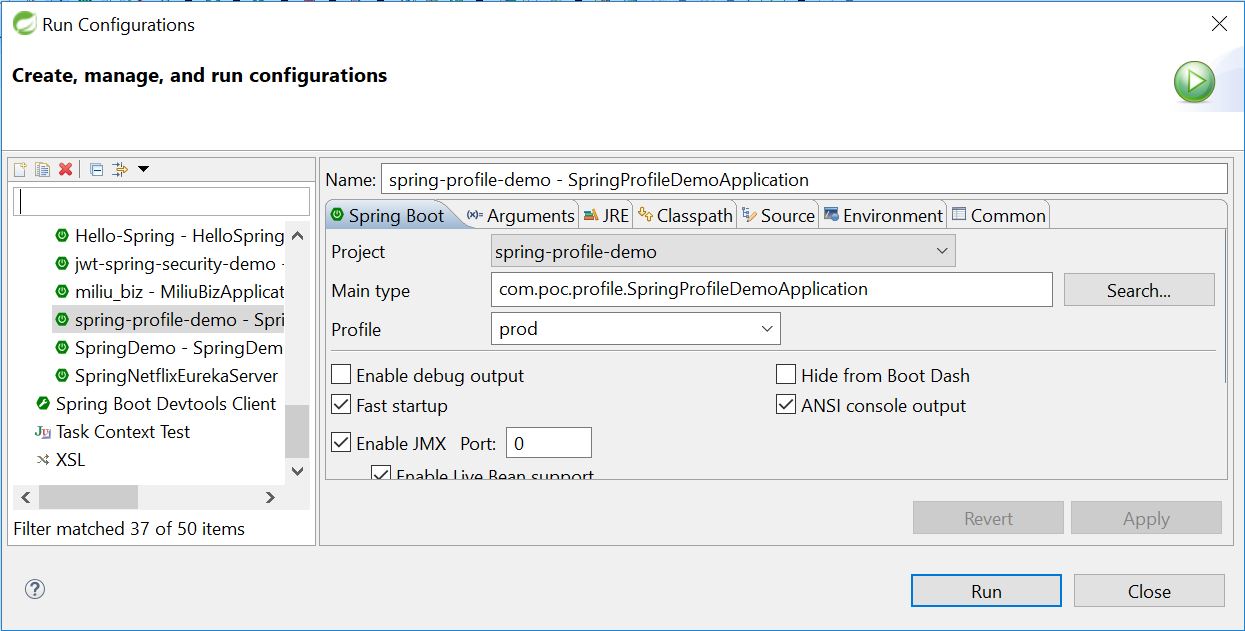 Run Configurations
Create, manage, and run configurations
Name: spring-profile-demo - SpringProfileDemoApplication
Spring Boot (x)= Arguments JRE Classpath Source Environment Common
Hello-Spring - HelloSpring
jwt-spring-security-demo -
miliu_biz - MiliuBizApplicat
spring-profile-demo - Spri
SpringDemo - SpringDem
SpringNetflixEurekaServer
Spring Boot Devtools Client
Task Context Test
XSL
Filter matched 37 of 50 items
Project spring-profile-demo
Main type com.poc.profile.SpringProfileDemoApplication Search...
Profile prod
Enable debug output Hide from Boot Dash
Fast startup ANSI console output
Enable JMX Port: 0
Enable Live Bean support
Revert Apply
Run Close